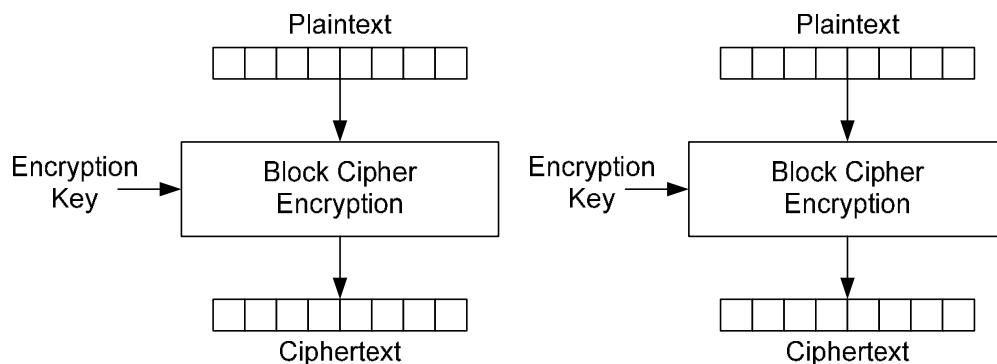 Plaintext
Encryption
Key
Block Cipher
Encryption
Ciphertext
Plaintext
Encryption
Key
Block Cipher
Encryption
Ciphertext